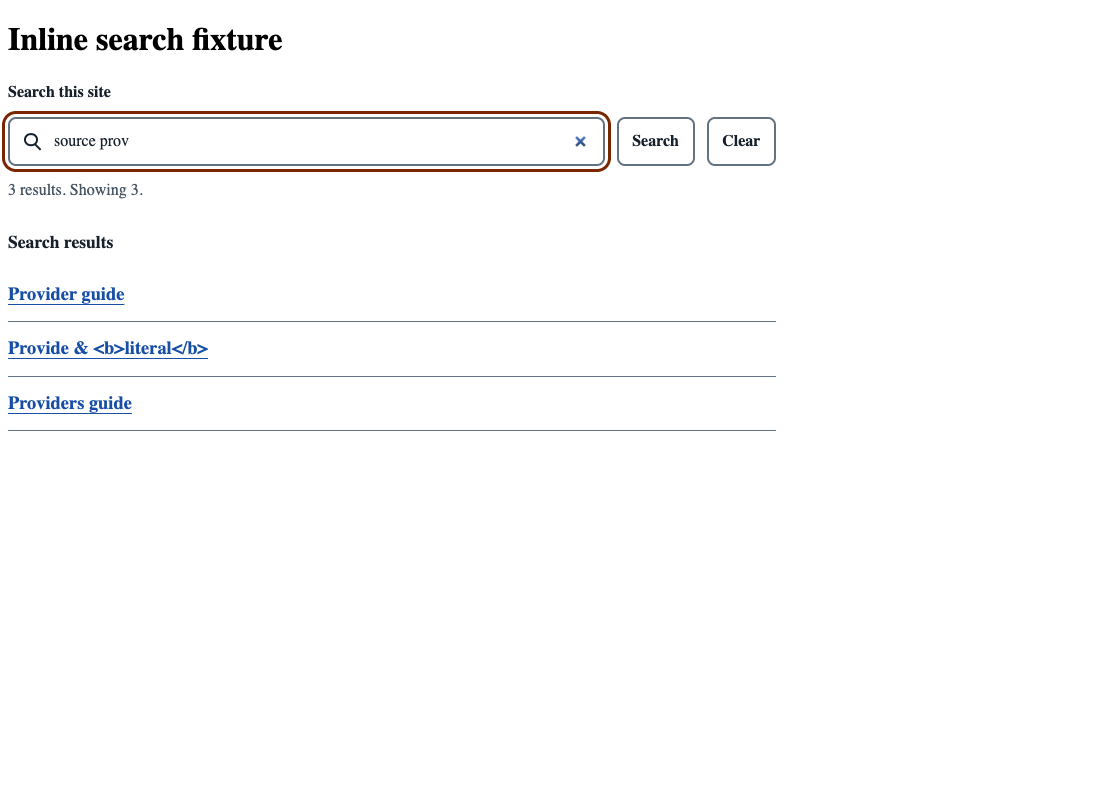 Inline search fixture
Search this site
source prov
Search
Clear
3 results. Showing 3.
Search results
Provider guide
Provide & <b>literal</b>
Providers guide